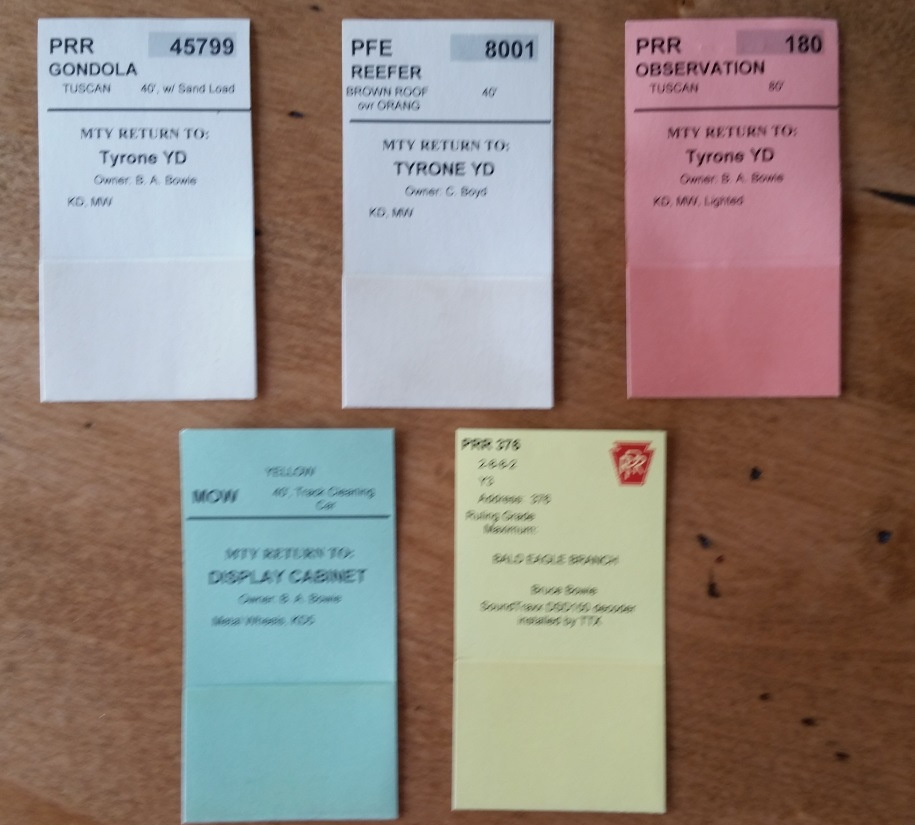 PRR 45799
GONDOLA
TUSCAN 40', w/ Sand Load
MTY RETURN TO:
Tyrone YD
Owner: B. A. Bowie
KD, MW
PFE 8001
REEFER
BROWN ROOF 40'
ovr ORANG
MTY RETURN TO:
TYRONE YD
Owner: C. Boyd
KD, MW
PRR 180
OBSERVATION
TUSCAN 80'
MTY RETURN TO:
Tyrone YD
Owner: B. A. Bowie
KD, MW, Lighted
YELLOW
MOW 40', Track Cleaning
Car
MTY RETURN TO:
DISPLAY CABINET
Owner: B. A. Bowie
Metal Wheels, KD5
PRR 376
2-8-8-2
Y3
Address: 376
Ruling Grade
Maximum:
BALD EAGLE BRANCH
Bruce Bowie
SoundTraxx decoder
installed by TTX